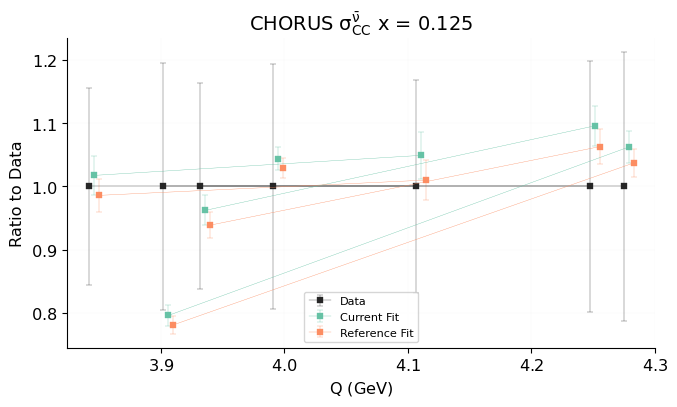 CHORUS σ^ν̄_CC x = 0.125
Ratio to Data
1.2
1.1
1.0
0.9
0.8
Data
Current Fit
Reference Fit
3.9 4.0 4.1 4.2 4.3
Q (GeV)